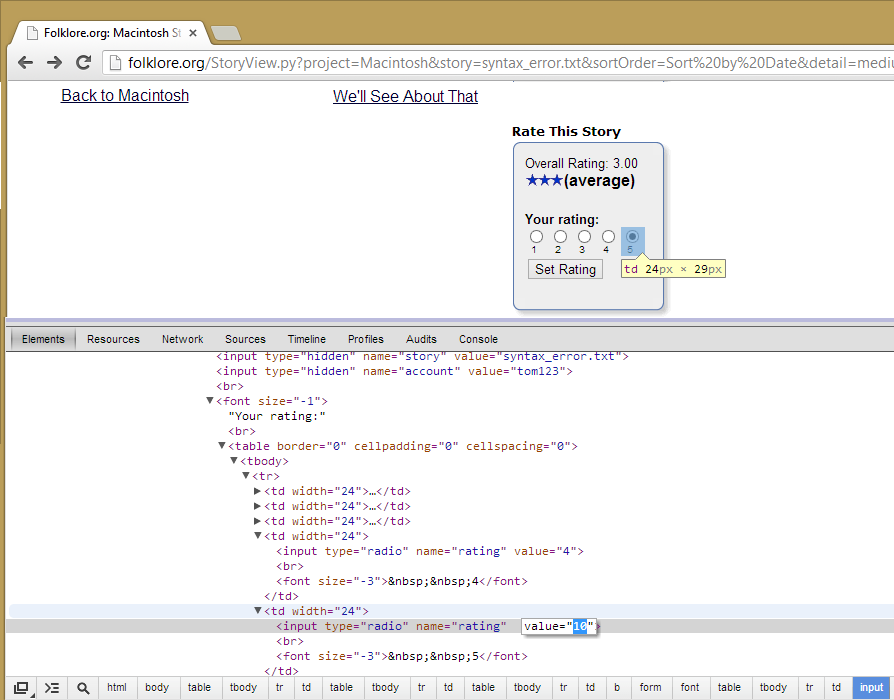 Folklore.org: Macintosh St
folklore.org/StoryView.py?project=Macintosh&story=syntax_error.txt&sortOrder=Sort%20by%20Date&detail=mediu
Back to Macintosh We'll See About That
Rate This Story
Overall Rating: 3.00
★★★(average)
Your rating:
1 2 3 4 5
Set Rating td 24px × 29px
Elements Resources Network Sources Timeline Profiles Audits Console
<input type="hidden" name="story" value="syntax_error.txt">
<input type="hidden" name="account" value="tom123">
<br>
▼<font size="-1">
"Your rating:"
<br>
▼<table border="0" cellpadding="0" cellspacing="0">
▼<tbody>
▼<tr>
▶<td width="24">…</td>
▶<td width="24">…</td>
▶<td width="24">…</td>
▼<td width="24">
<input type="radio" name="rating" value="4">
<br>
<font size="-3">&nbsp;&nbsp;4</font>
</td>
▼<td width="24">
<input type="radio" name="rating" value="10">
<br>
<font size="-3">&nbsp;&nbsp;5</font>
</td>
html body table tbody tr td table tbody tr td table tbody tr td b form font table tbody tr td input